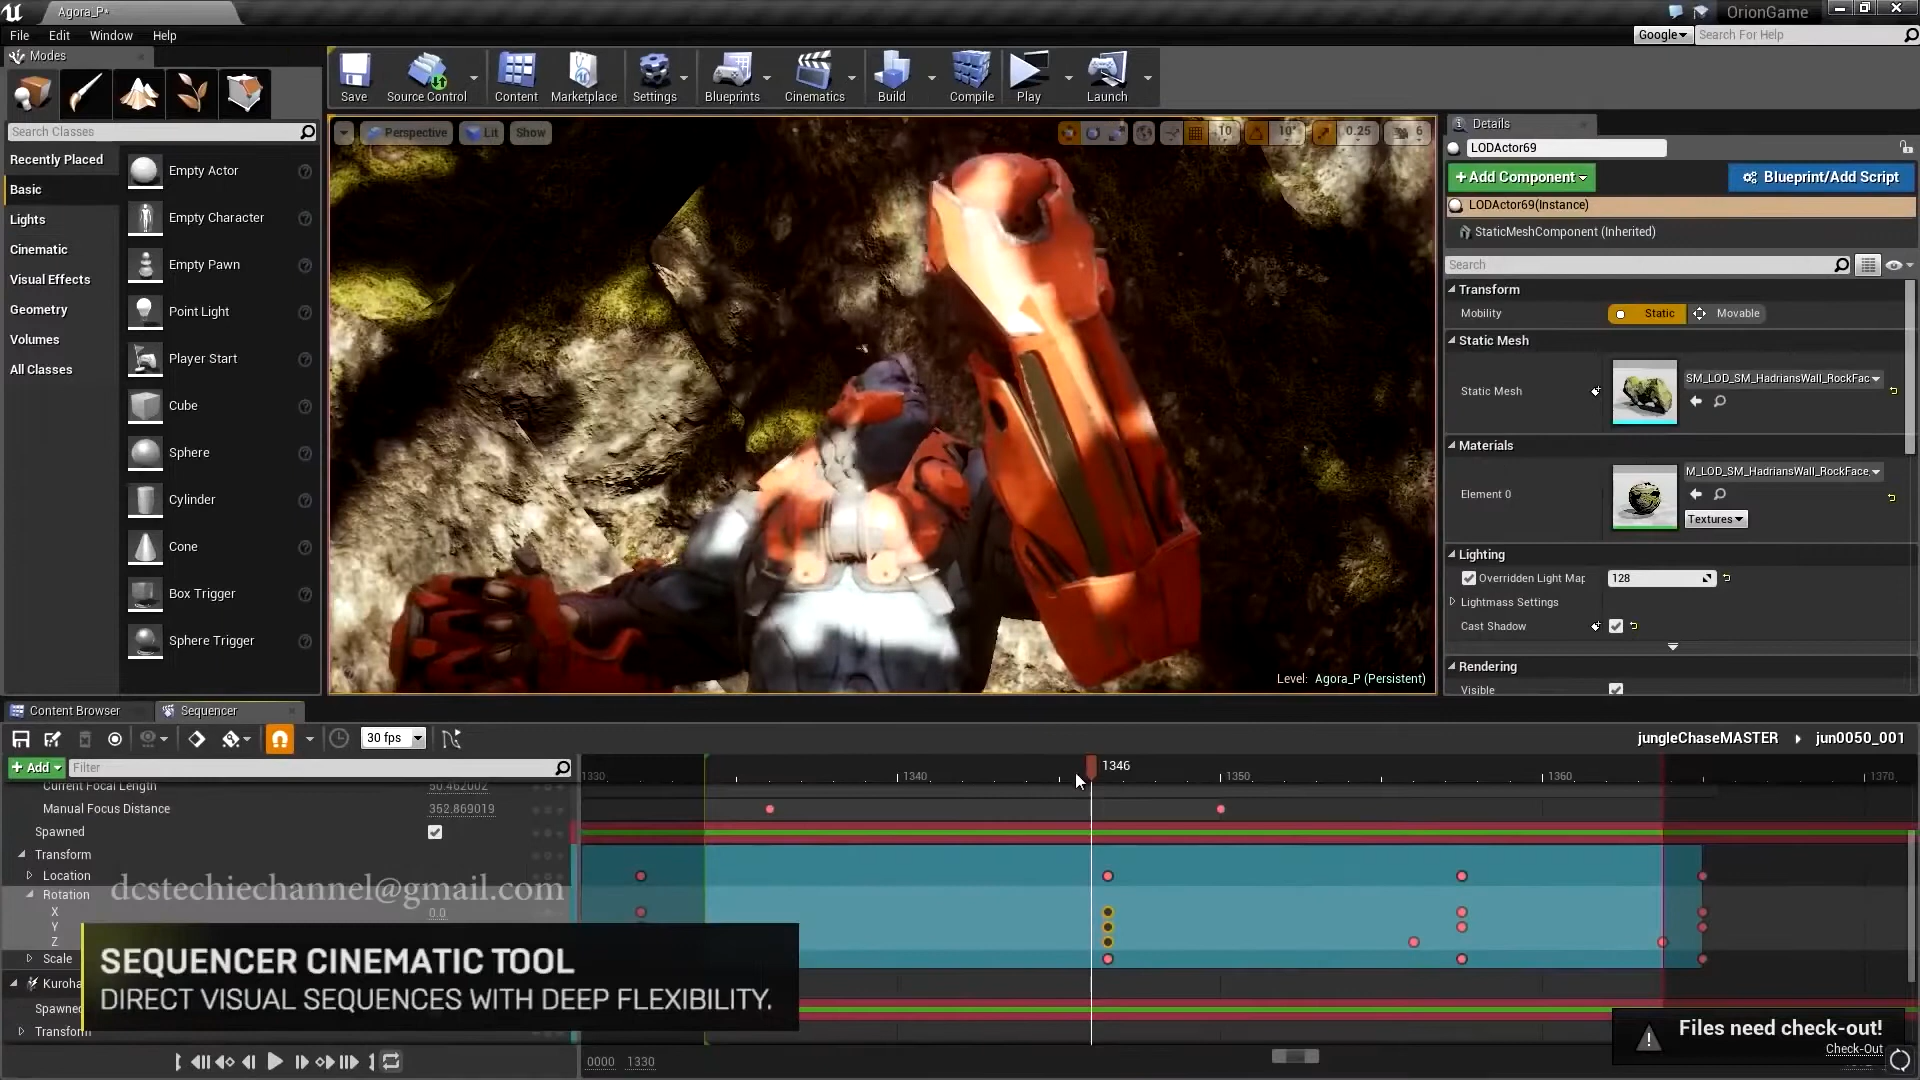 Agora_P*
OrionGame
File Edit Window Help
Google
Search For Help
Modes
Save Source Control Content Marketplace Settings Blueprints Cinematics Build Compile Play Launch
Search Classes
Recently Placed
Basic
Lights
Cinematic
Visual Effects
Geometry
Volumes
All Classes
Empty Actor
Empty Character
Empty Pawn
Point Light
Player Start
Cube
Sphere
Cylinder
Cone
Box Trigger
Sphere Trigger
Perspective Lit Show
10 10° 0.25 6
Level: Agora_P (Persistent)
Details
LODActor69
+Add Component
Blueprint/Add Script
LODActor69(Instance)
StaticMeshComponent (Inherited)
Search
Transform
Mobility Static Movable
Static Mesh
Static Mesh SM_LOD_SM_HadriansWall_RockFac
Materials
Element 0 M_LOD_SM_HadriansWall_RockFace
Textures
Lighting
Overridden Light Map 128
Lightmass Settings
Cast Shadow
Rendering
Visible
Content Browser Sequencer
30 fps
jungleChaseMASTER jun0050_001
+ Add Filter
1330 1340 1346 1350 1360 1370
Current Focal Length 50.462002
Manual Focus Distance 352.869019
Spawned
Transform
Location
Rotation
X 0.0
Y
Z
Scale
Kuroha
Spawned
Transform
dcstechiechannel@gmail.com
SEQUENCER CINEMATIC TOOL
DIRECT VISUAL SEQUENCES WITH DEEP FLEXIBILITY.
0000 1330
Files need check-out!
Check-Out